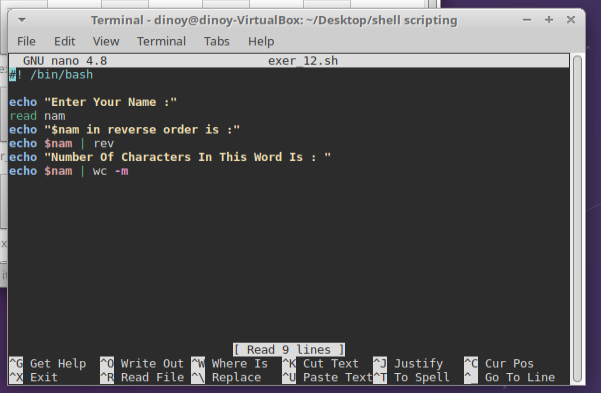 Terminal - dinoy@dinoy-VirtualBox: ~/Desktop/shell scripting
File Edit View Terminal Tabs Help
GNU nano 4.8 exer_12.sh
#! /bin/bash
echo "Enter Your Name :"
read nam
echo "$nam in reverse order is :"
echo $nam | rev
echo "Number Of Characters In This Word Is : "
echo $nam | wc -m
[ Read 9 lines ]
^G Get Help ^O Write Out ^W Where Is ^K Cut Text ^J Justify ^C Cur Pos
^X Exit ^R Read File ^\ Replace ^U Paste Text ^T To Spell ^_ Go To Line